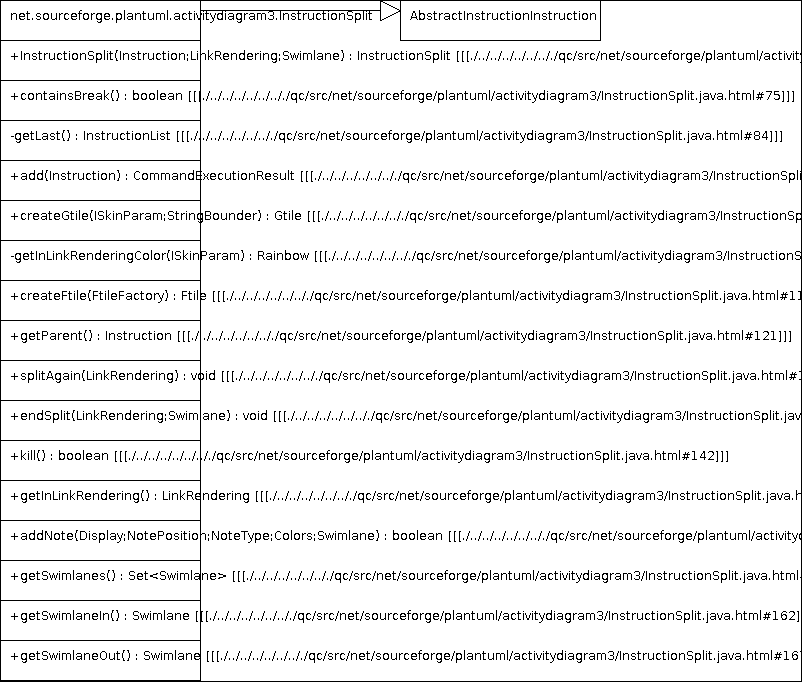 net.sourceforge.plantuml.activitydiagram3.InstructionSplit
AbstractInstructionInstruction
+InstructionSplit(Instruction;LinkRendering;Swimlane) : InstructionSplit [[[./../../../../../../../qc/src/net/sourceforge/plantuml/activity
+containsBreak() : boolean [[[./../../../../../../../qc/src/net/sourceforge/plantuml/activitydiagram3/InstructionSplit.java.html#75]]]
-getLast() : InstructionList [[[./../../../../../../../qc/src/net/sourceforge/plantuml/activitydiagram3/InstructionSplit.java.html#84]]]
+add(Instruction) : CommandExecutionResult [[[./../../../../../../../qc/src/net/sourceforge/plantuml/activitydiagram3/InstructionSpli
+createGtile(ISkinParam;StringBounder) : Gtile [[[./../../../../../../../qc/src/net/sourceforge/plantuml/activitydiagram3/InstructionSp
-getInLinkRenderingColor(ISkinParam) : Rainbow [[[./../../../../../../../qc/src/net/sourceforge/plantuml/activitydiagram3/InstructionS
+createFtile(FtileFactory) : Ftile [[[./../../../../../../../qc/src/net/sourceforge/plantuml/activitydiagram3/InstructionSplit.java.html#11
+getParent() : Instruction [[[./../../../../../../../qc/src/net/sourceforge/plantuml/activitydiagram3/InstructionSplit.java.html#121]]]
+splitAgain(LinkRendering) : void [[[./../../../../../../../qc/src/net/sourceforge/plantuml/activitydiagram3/InstructionSplit.java.html#1
+endSplit(LinkRendering;Swimlane) : void [[[./../../../../../../../qc/src/net/sourceforge/plantuml/activitydiagram3/InstructionSplit.jav
+kill() : boolean [[[./../../../../../../../qc/src/net/sourceforge/plantuml/activitydiagram3/InstructionSplit.java.html#142]]]
+getInLinkRendering() : LinkRendering [[[./../../../../../../../qc/src/net/sourceforge/plantuml/activitydiagram3/InstructionSplit.java.h
+addNote(Display;NotePosition;NoteType;Colors;Swimlane) : boolean [[[./../../../../../../../qc/src/net/sourceforge/plantuml/activity
+getSwimlanes() : Set<Swimlane> [[[./../../../../../../../qc/src/net/sourceforge/plantuml/activitydiagram3/InstructionSplit.java.html
+getSwimlaneIn() : Swimlane [[[./../../../../../../../qc/src/net/sourceforge/plantuml/activitydiagram3/InstructionSplit.java.html#162]]
+getSwimlaneOut() : Swimlane [[[./../../../../../../../qc/src/net/sourceforge/plantuml/activitydiagram3/InstructionSplit.java.html#16